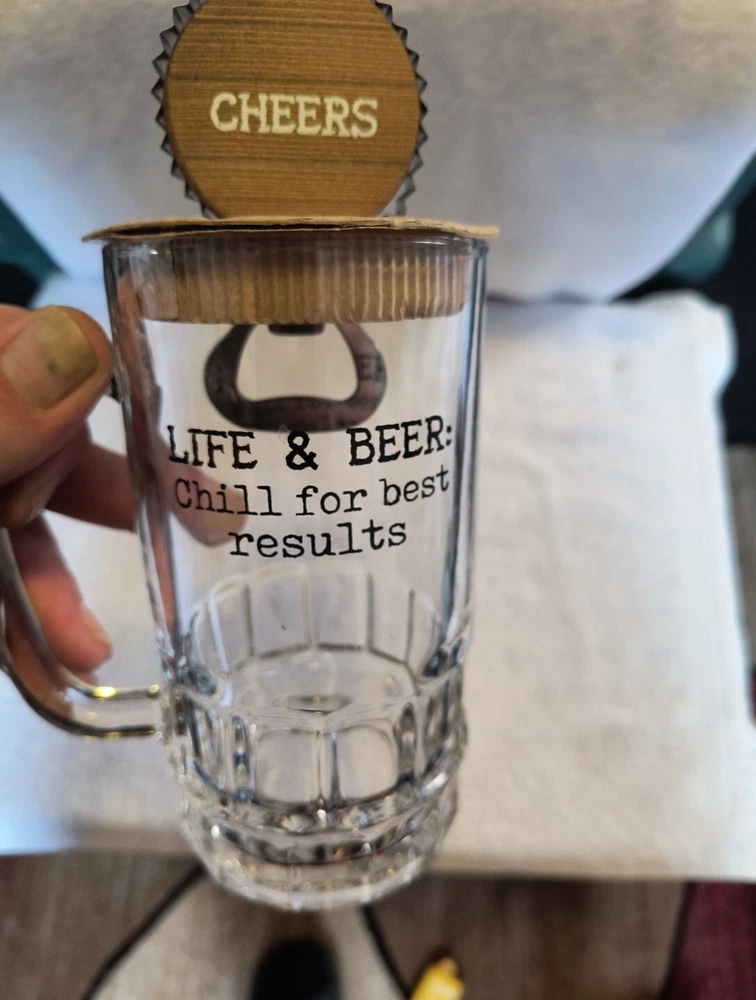 CHEERS
LIFE & BEER:
Chill for best
results